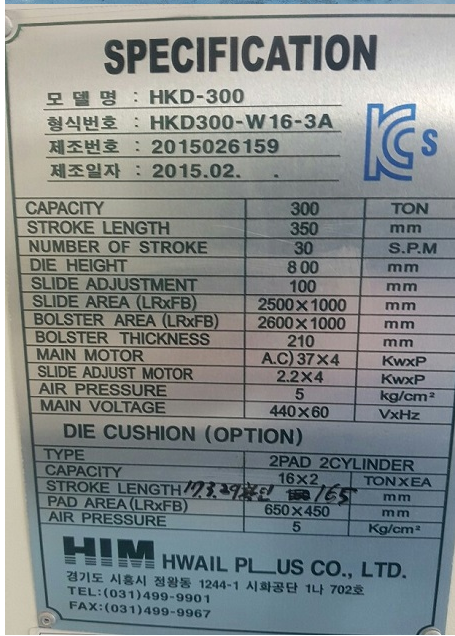 SPECIFICATION
모 델 명 : HKD-300
형식번호 : HKD300-W16-3A
제조번호 : 2015026159
제조일자 : 2015.02. .
KCs
CAPACITY 300 TON
STROKE LENGTH 350 mm
NUMBER OF STROKE 30 S.P.M
DIE HEIGHT 800 mm
SLIDE ADJUSTMENT 100 mm
SLIDE AREA (LRxFB) 2500×1000 mm
BOLSTER AREA (LRxFB) 2600×1000 mm
BOLSTER THICKNESS 210 mm
MAIN MOTOR A.C) 37×4 KwxP
SLIDE ADJUST MOTOR 2.2×4 KwxP
AIR PRESSURE 5 kg/cm²
MAIN VOLTAGE 440×60 VxHz
DIE CUSHION (OPTION)
TYPE 2PAD 2CYLINDER
CAPACITY 16×2 TONXEA
STROKE LENGTH 17.3.29 165 mm
PAD AREA(LRxFB) 650×450 mm
AIR PRESSURE 5 Kg/cm²
HIM HWAIL PLUS CO., LTD.
경기도 시흥시 정왕동 1244-1 시화공단 1나 702호
TEL:(031)499-9901
FAX:(031)499-9967